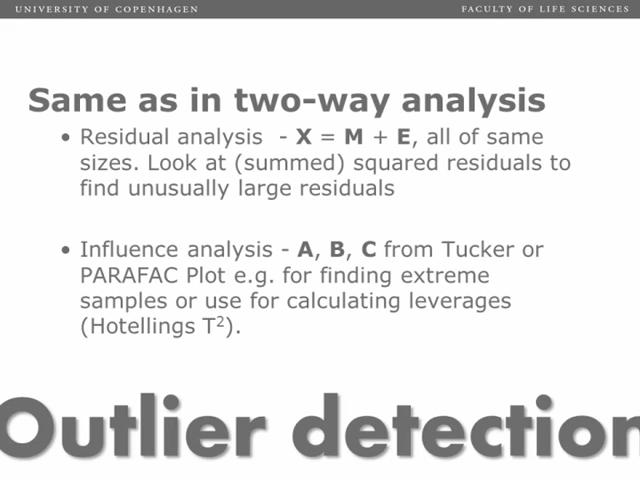 UNIVERSITY OF COPENHAGEN
FACULTY OF LIFE SCIENCES
Same as in two-way analysis
• Residual analysis - X = M + E, all of same
sizes. Look at (summed) squared residuals to
find unusually large residuals
• Influence analysis - A, B, C from Tucker or
PARAFAC Plot e.g. for finding extreme
samples or use for calculating leverages
(Hotellings T²).
Outlier detection